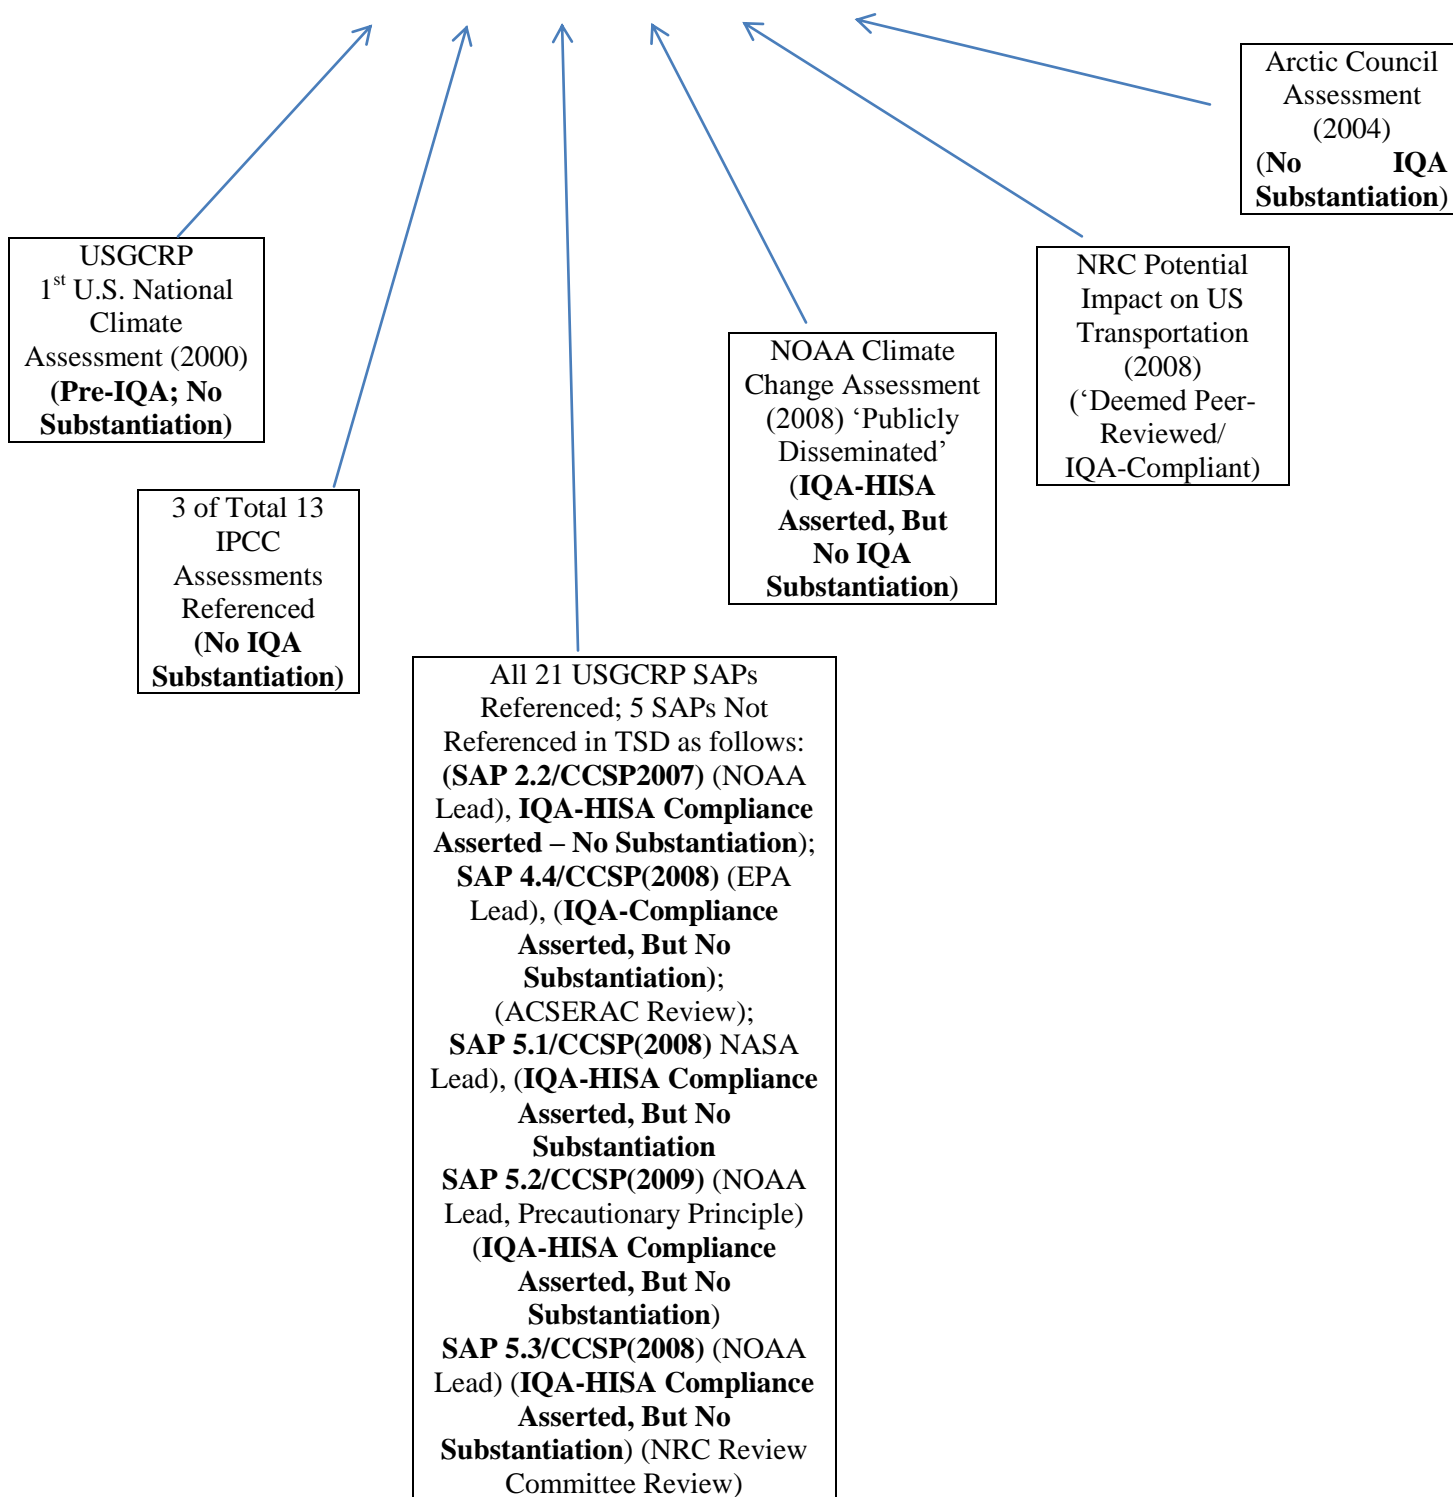 Arctic Council
Assessment
(2004)
(No IQA
Substantiation)
USGCRP
1st U.S. National
Climate
Assessment (2000)
(Pre-IQA; No
Substantiation)
NRC Potential
Impact on US
Transportation
(2008)
(‘Deemed Peer-
Reviewed/
IQA-Compliant)
NOAA Climate
Change Assessment
(2008) ‘Publicly
Disseminated’
(IQA-HISA
Asserted, But
No IQA
Substantiation)
3 of Total 13
IPCC
Assessments
Referenced
(No IQA
Substantiation)
All 21 USGCRP SAPs
Referenced; 5 SAPs Not
Referenced in TSD as follows:
(SAP 2.2/CCSP2007) (NOAA
Lead), IQA-HISA Compliance
Asserted – No Substantiation);
SAP 4.4/CCSP(2008) (EPA
Lead), (IQA-Compliance
Asserted, But No
Substantiation);
(ACSERAC Review);
SAP 5.1/CCSP(2008) NASA
Lead), (IQA-HISA Compliance
Asserted, But No
Substantiation
SAP 5.2/CCSP(2009) (NOAA
Lead, Precautionary Principle)
(IQA-HISA Compliance
Asserted, But No
Substantiation)
SAP 5.3/CCSP(2008) (NOAA
Lead) (IQA-HISA Compliance
Asserted, But No
Substantiation) (NRC Review
Committee Review)